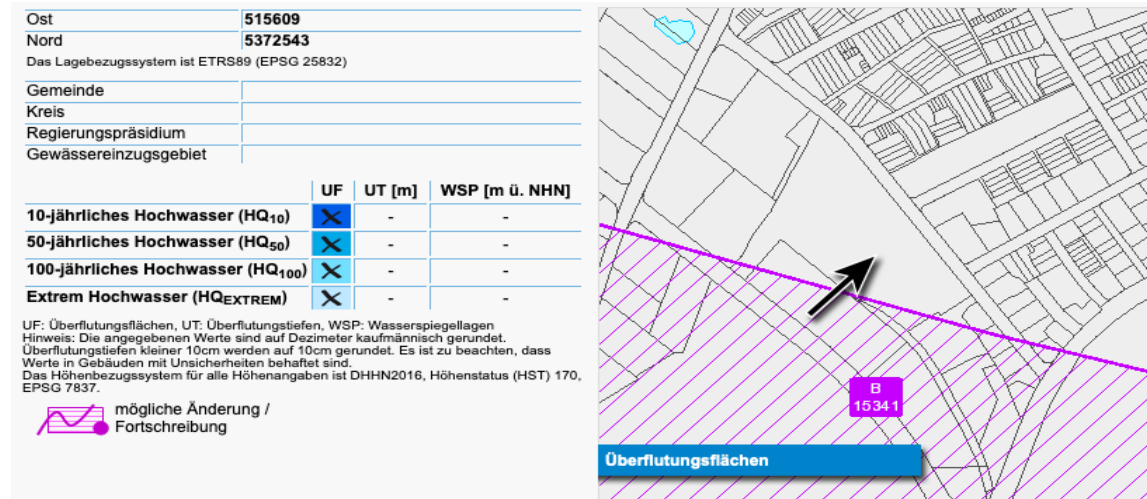 Ost 515609
Nord 5372543
Das Lagebezugssystem ist ETRS89 (EPSG 25832)
Gemeinde
Kreis
Regierungspräsidium
Gewässereinzugsgebiet
UF UT [m] WSP [m ü. NHN]
10-jährliches Hochwasser (HQ10) - -
50-jährliches Hochwasser (HQ50) - -
100-jährliches Hochwasser (HQ100) - -
Extrem Hochwasser (HQEXTREM) - -
UF: Überflutungsflächen, UT: Überflutungstiefen, WSP: Wasserspiegellagen
Hinweis: Die angegebenen Werte sind auf Dezimeter kaufmännisch gerundet.
Überflutungstiefen kleiner 10cm werden auf 10cm gerundet. Es ist zu beachten, dass
Werte in Gebäuden mit Unsicherheiten behaftet sind.
Das Höhenbezugssystem für alle Höhenangaben ist DHHN2016, Höhenstatus (HST) 170,
EPSG 7837.
mögliche Änderung /
Fortschreibung
B
15341
Überflutungsflächen